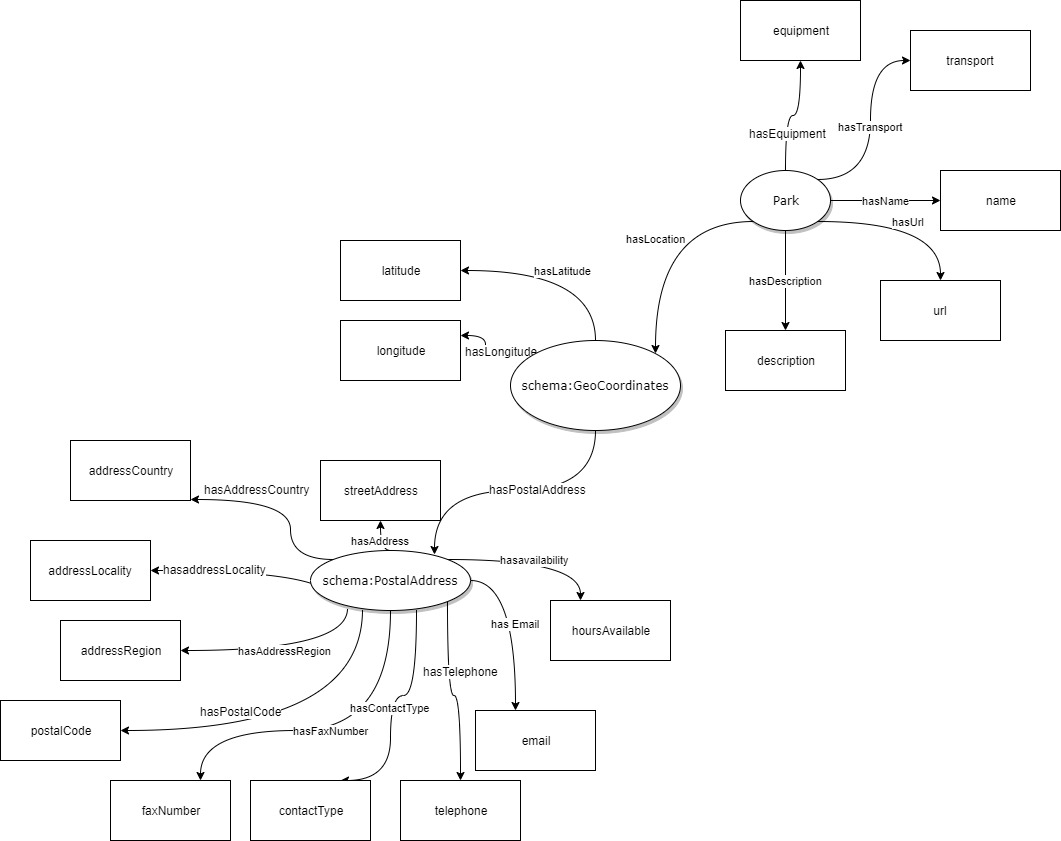 equipment
transport
hasTransport
hasEquipment
Park
hasName
name
hasUrl
hasLocation
latitude
hasLatitude
hasDescription
url
longitude
hasLongitude
description
schema:GeoCoordinates
addressCountry
hasAddressCountry
streetAddress
hasPostalAddress
hasAddress
hasavailability
addressLocality
hasaddressLocality
schema:PostalAddress
has Email
hoursAvailable
addressRegion
hasAddressRegion
hasTelephone
hasPostalCode
hasContactType
postalCode
hasFaxNumber
email
faxNumber
contactType
telephone